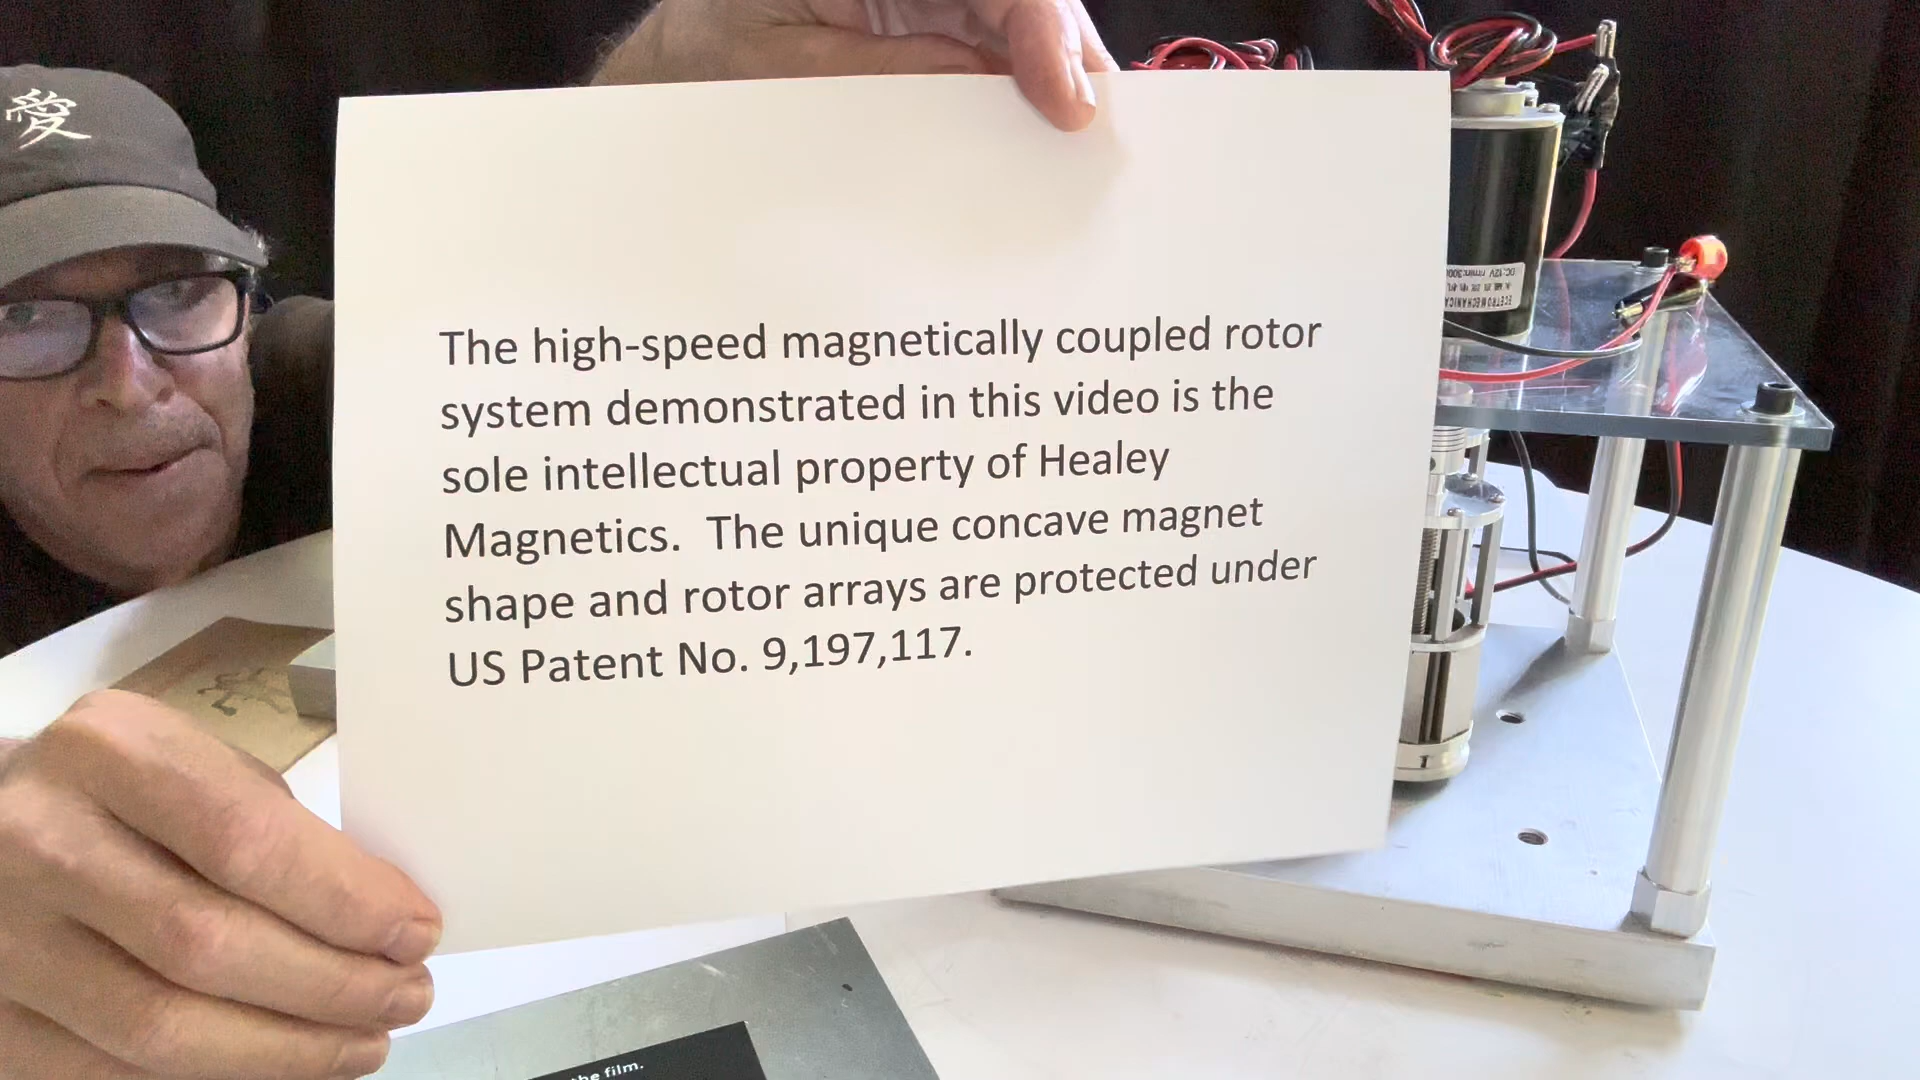 後
The high-speed magnetically coupled rotor
system demonstrated in this video is the
sole intellectual property of Healey
Magnetics. The unique concave magnet
shape and rotor arrays are protected under
US Patent No. 9,197,117.
DC:12V
the film.